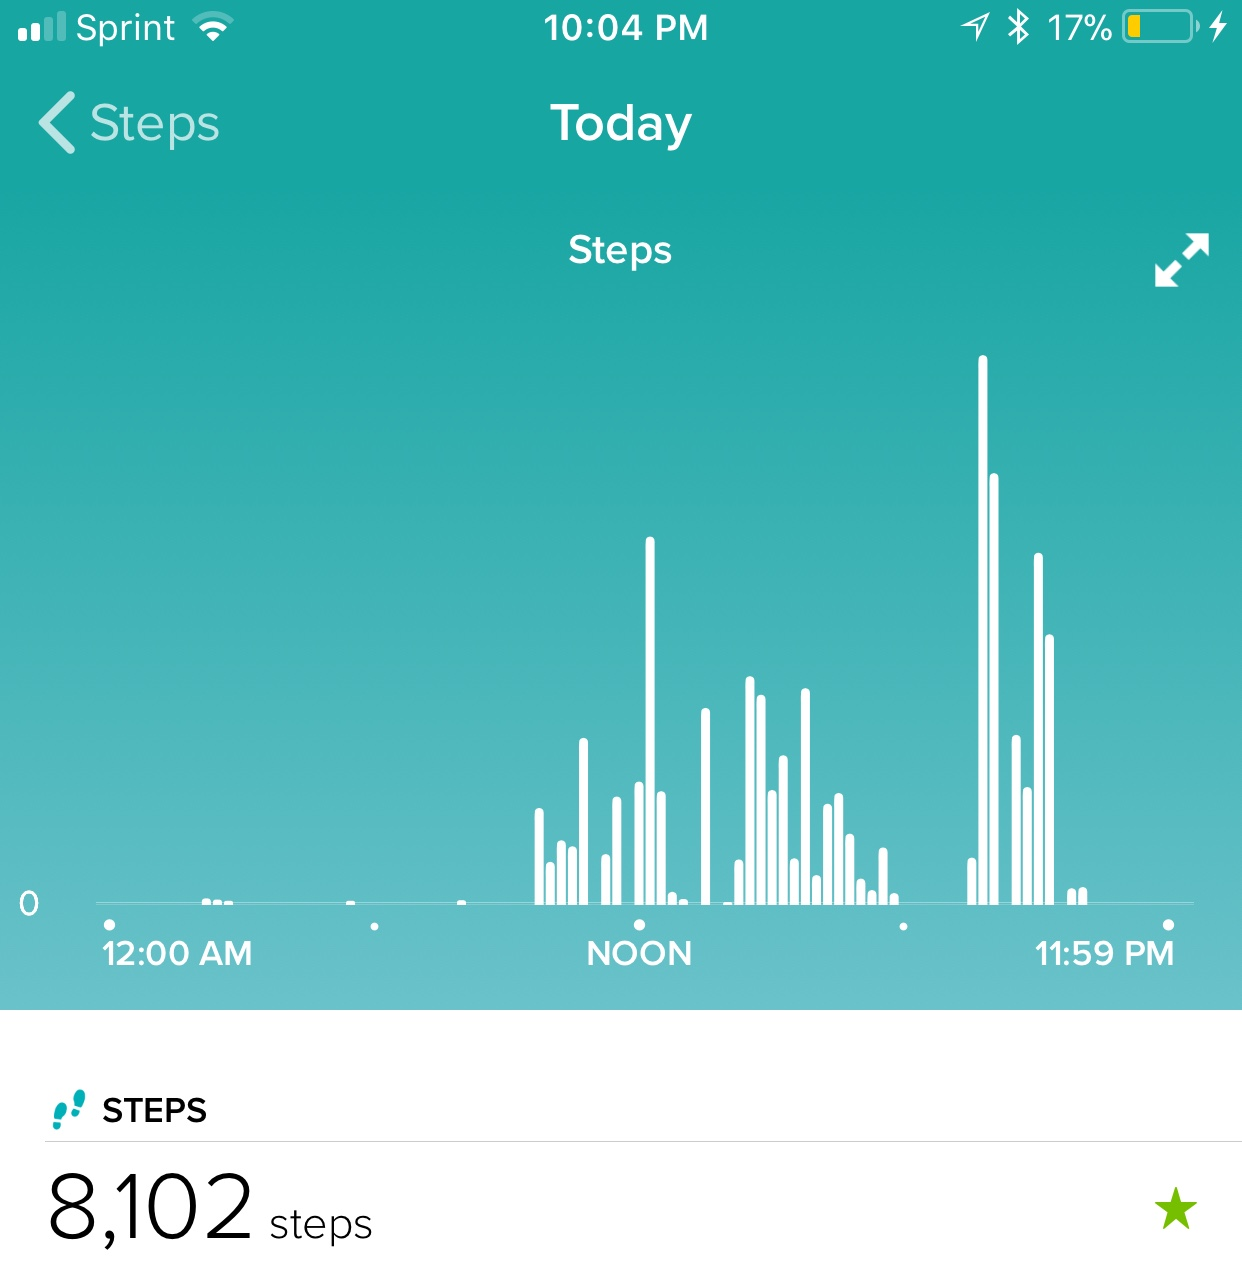 Sprint 10:04 PM 17%
Steps Today
Steps
0
12:00 AM NOON 11:59 PM
STEPS
8,102 steps